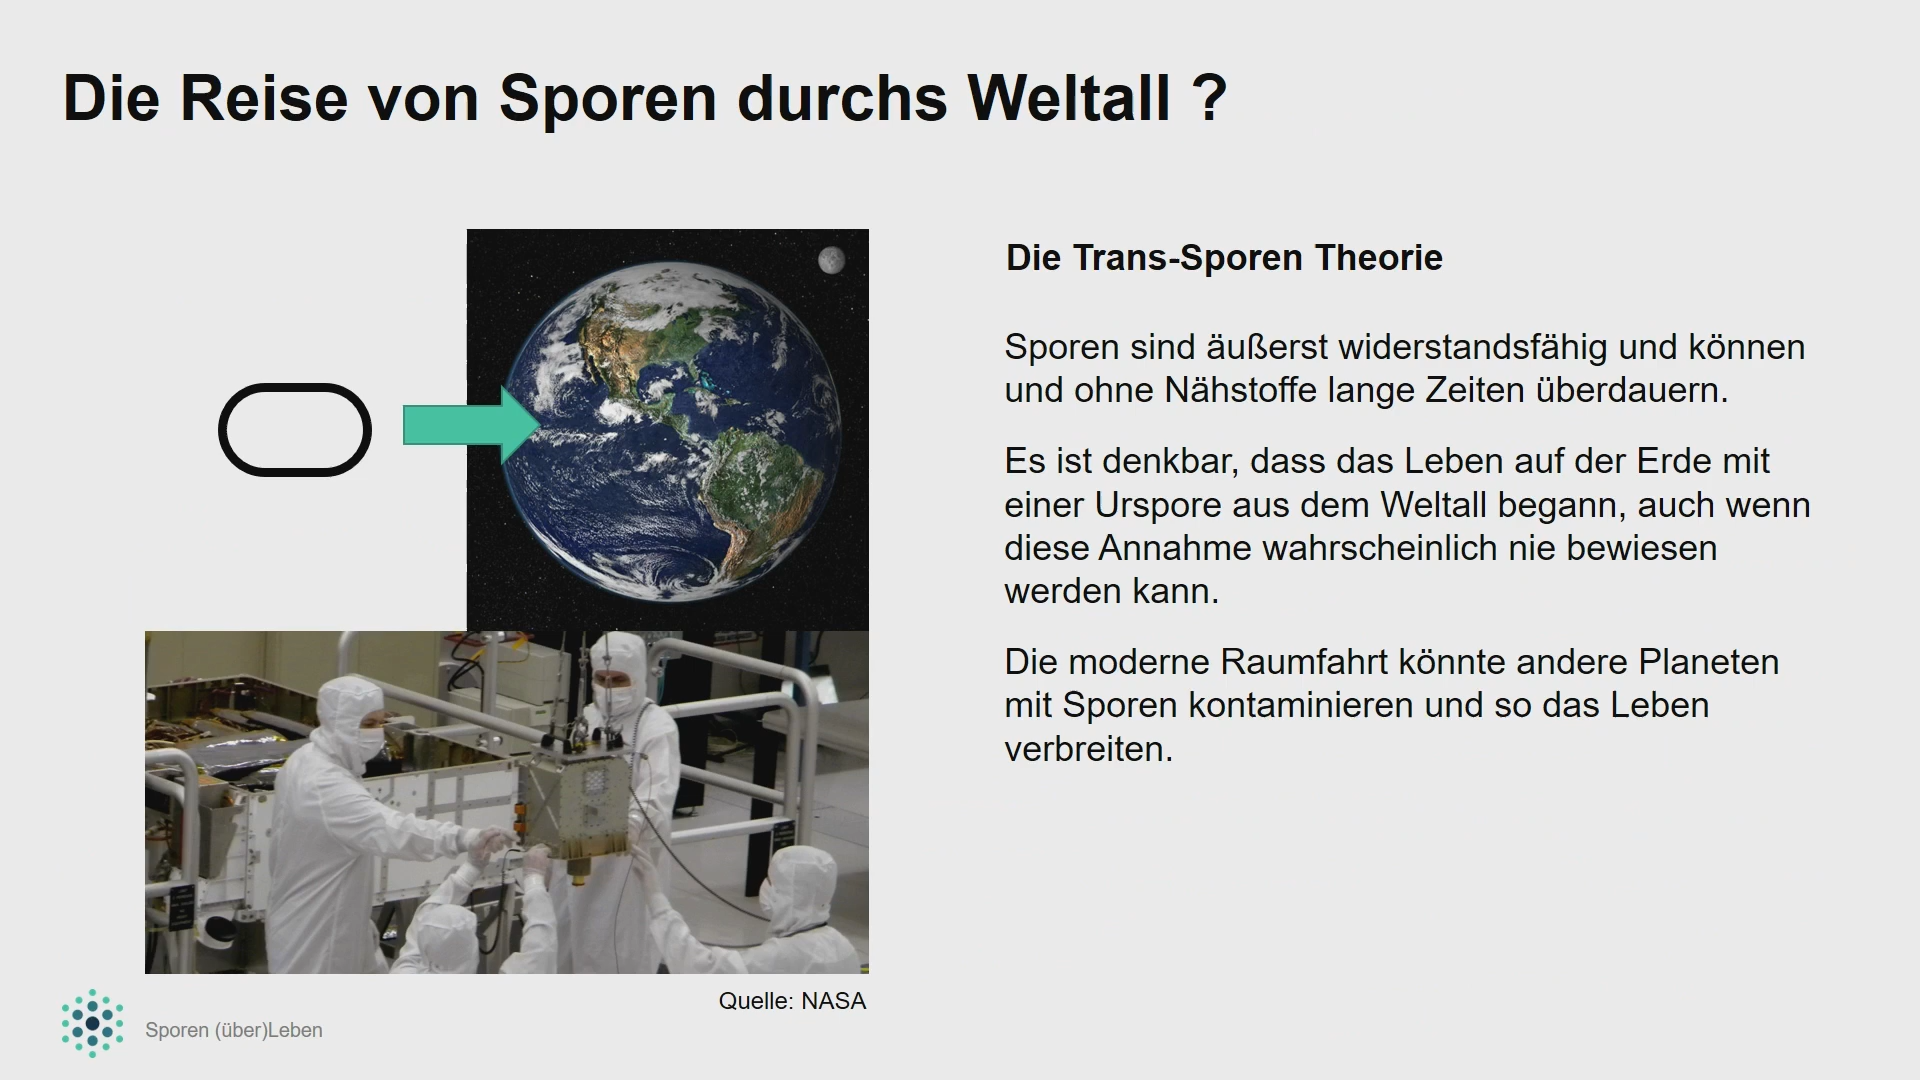 Die Reise von Sporen durchs Weltall ?
Die Trans-Sporen Theorie
Sporen sind äußerst widerstandsfähig und können
und ohne Nähstoffe lange Zeiten überdauern.
Es ist denkbar, dass das Leben auf der Erde mit
einer Urspore aus dem Weltall begann, auch wenn
diese Annahme wahrscheinlich nie bewiesen
werden kann.
Die moderne Raumfahrt könnte andere Planeten
mit Sporen kontaminieren und so das Leben
verbreiten.
Quelle: NASA
Sporen (über)Leben